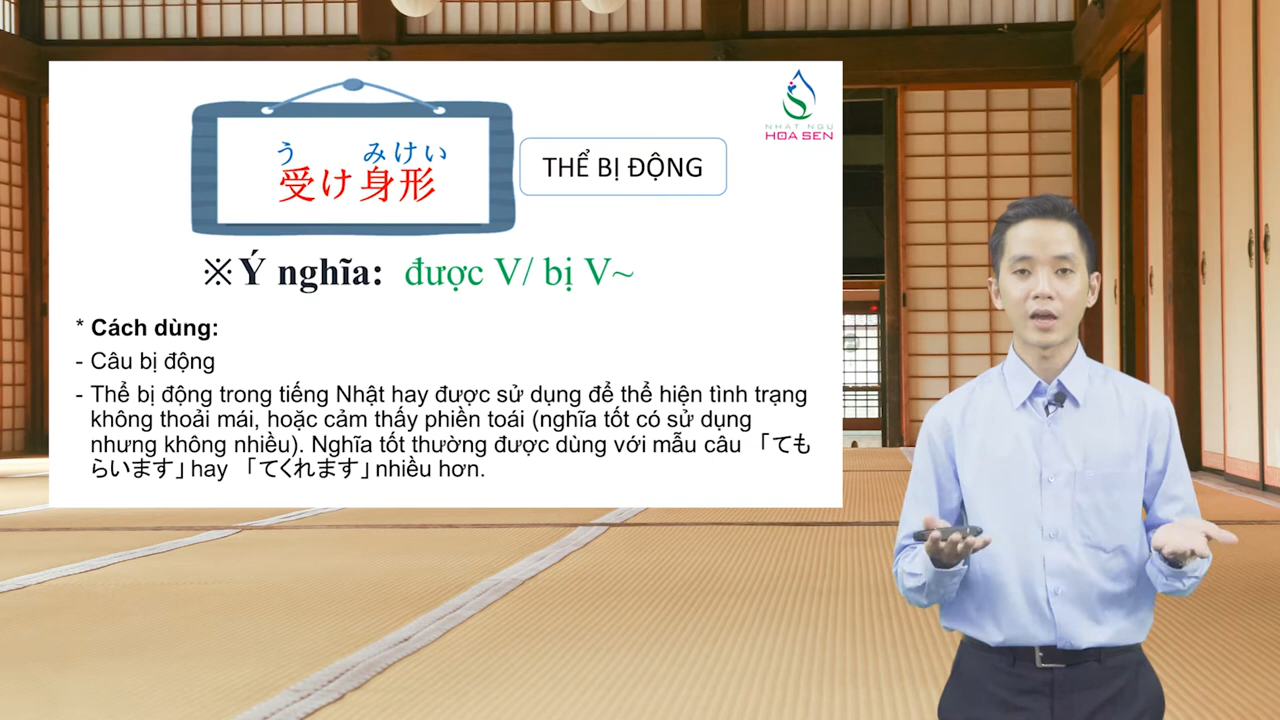 NHAT NGU
HOA SEN
う みけい
受け身形
THỂ BỊ ĐỘNG
※Ý nghĩa: được V/ bị V~
* Cách dùng:
- Câu bị động
- Thể bị động trong tiếng Nhật hay được sử dụng để thể hiện tình trạng
không thoải mái, hoặc cảm thấy phiền toái (nghĩa tốt có sử dụng
nhưng không nhiều). Nghĩa tốt thường được dùng với mẫu câu 「ても
らいます」hay 「てくれます」nhiều hơn.